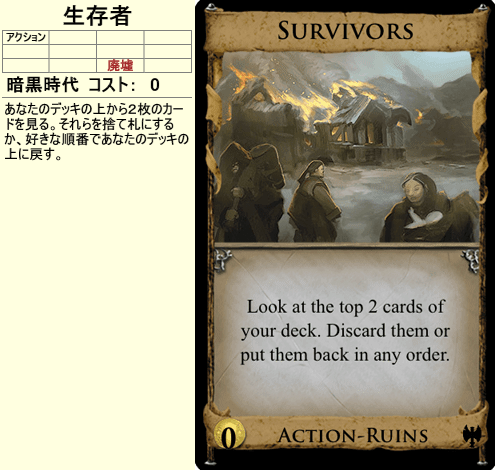 生存者
アクション
廃墟
暗黒時代 コスト: 0
あなたのデッキの上から2枚のカー
ドを見る。それらを捨て札にする
か、好きな順番であなたのデッキの
上に戻す。
SURVIVORS
Look at the top 2 cards of
your deck. Discard them or
put them back in any order.
0
ACTION-RUINS